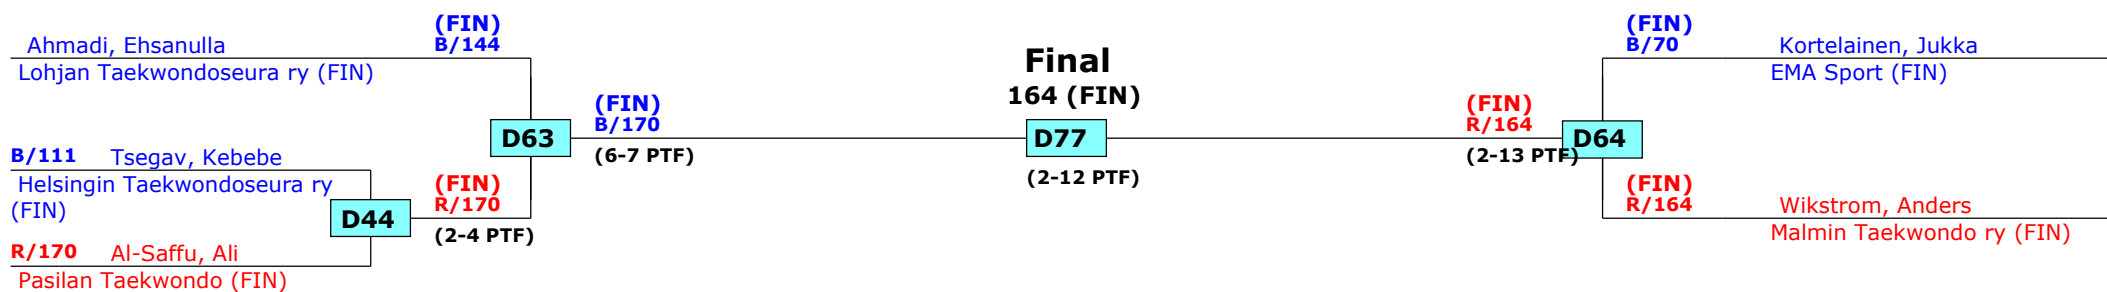 (FIN)
B/144
Ahmadi, Ehsanulla
Lohjan Taekwondoseura ry (FIN)
D63
(FIN)
B/170
(6-7 PTF)
B/111 Tsegav, Kebebe
Helsingin Taekwondoseura ry
(FIN)
D44
(FIN)
R/170
(2-4 PTF)
R/170 Al-Saffu, Ali
Pasilan Taekwondo (FIN)
Final
164 (FIN)
D77
(2-12 PTF)
(FIN)
R/164
(2-13 PTF)
D64
(FIN)
B/70
Kortelainen, Jukka
EMA Sport (FIN)
(FIN)
R/164
Wikstrom, Anders
Malmin Taekwondo ry (FIN)